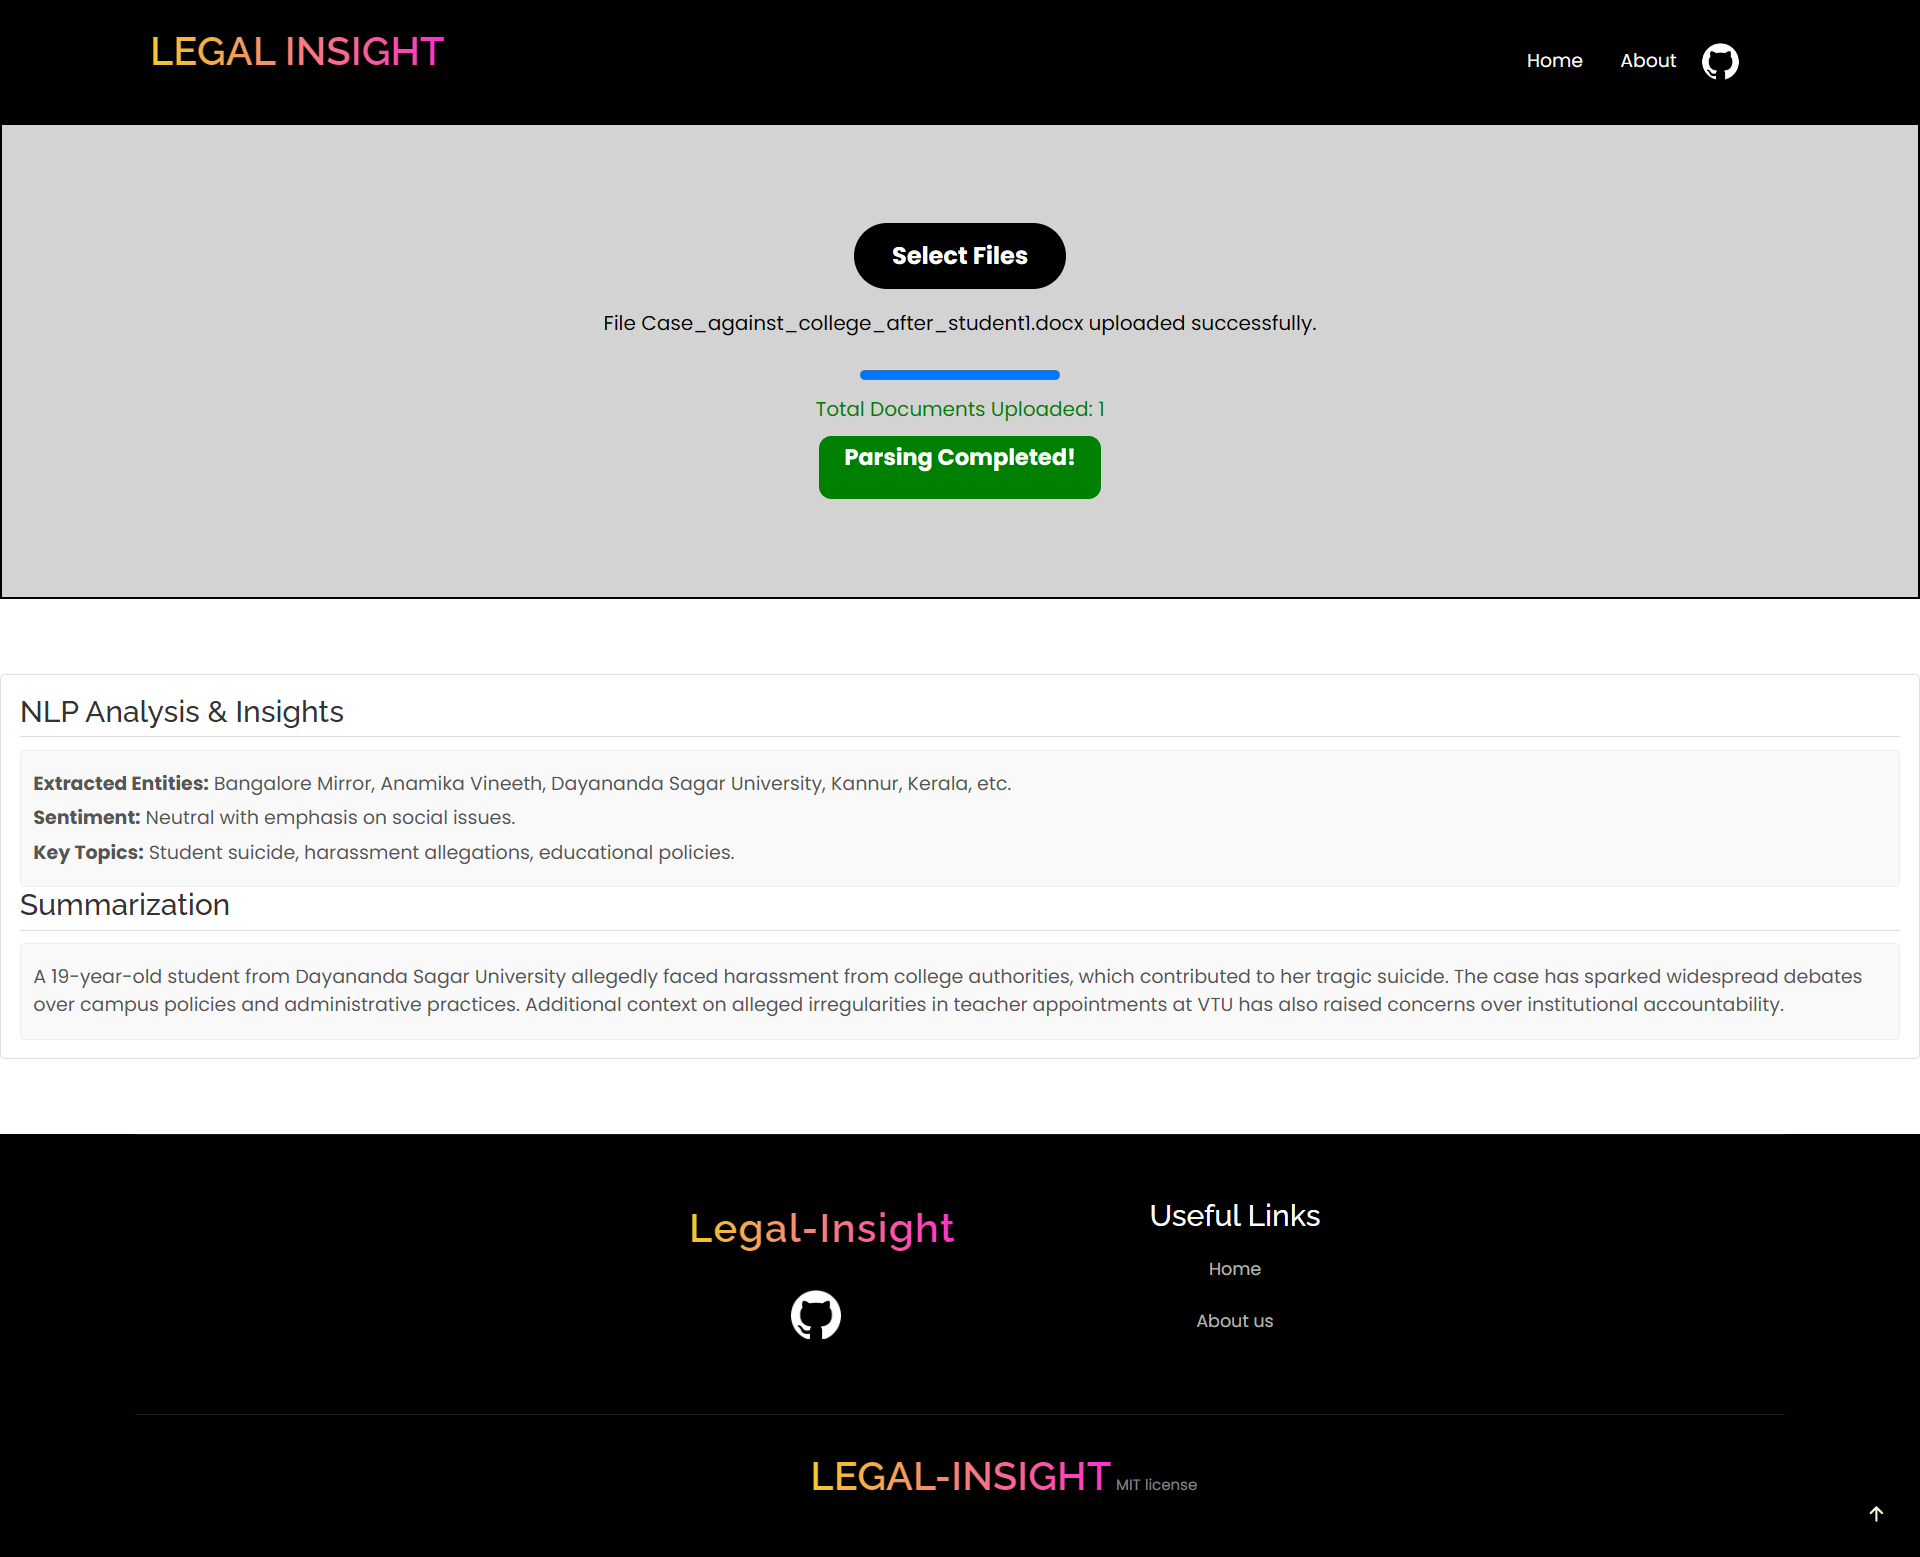 LEGAL INSIGHT
Home About
Select Files
File Case_against_college_after_student1.docx uploaded successfully.
Total Documents Uploaded: 1
Parsing Completed!
NLP Analysis & Insights
Extracted Entities: Bangalore Mirror, Anamika Vineeth, Dayananda Sagar University, Kannur, Kerala, etc.
Sentiment: Neutral with emphasis on social issues.
Key Topics: Student suicide, harassment allegations, educational policies.
Summarization
A 19-year-old student from Dayananda Sagar University allegedly faced harassment from college authorities, which contributed to her tragic suicide. The case has sparked widespread debates
over campus policies and administrative practices. Additional context on alleged irregularities in teacher appointments at VTU has also raised concerns over institutional accountability.
Legal-Insight
Useful Links
Home
About us
LEGAL-INSIGHT MIT license